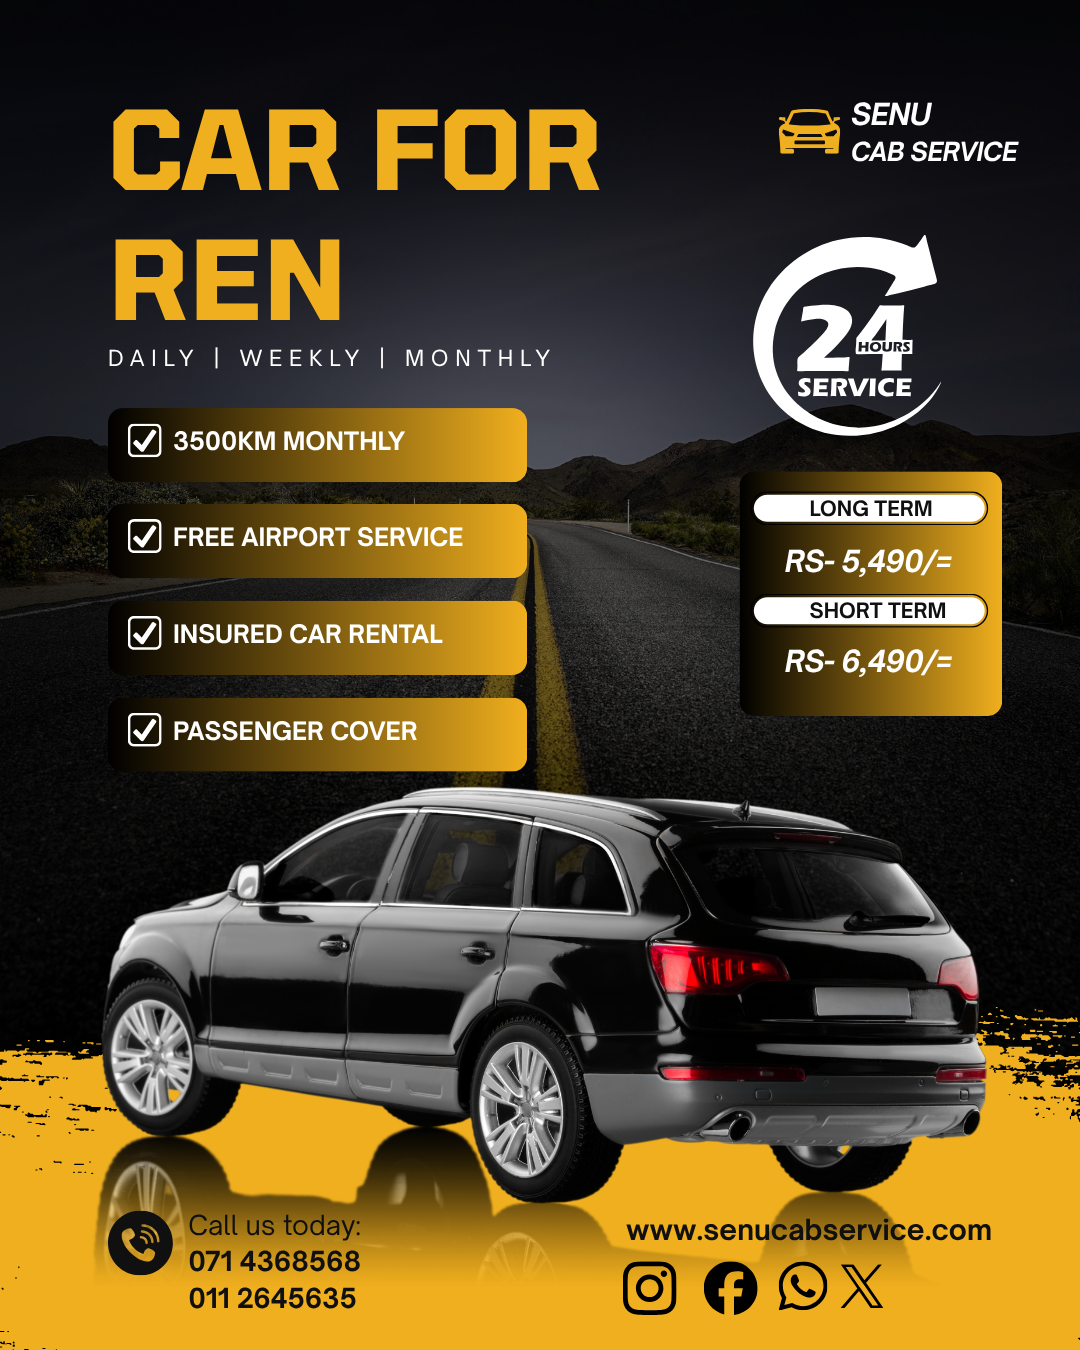 CAR FOR
REN
DAILY | WEEKLY | MONTHLY
SENU
CAB SERVICE
24
HOURS
SERVICE
3500KM MONTHLY
FREE AIRPORT SERVICE
INSURED CAR RENTAL
PASSENGER COVER
LONG TERM
RS- 5,490/=
SHORT TERM
RS- 6,490/=
Call us today:
071 4368568
011 2645635
www.senucabservice.com